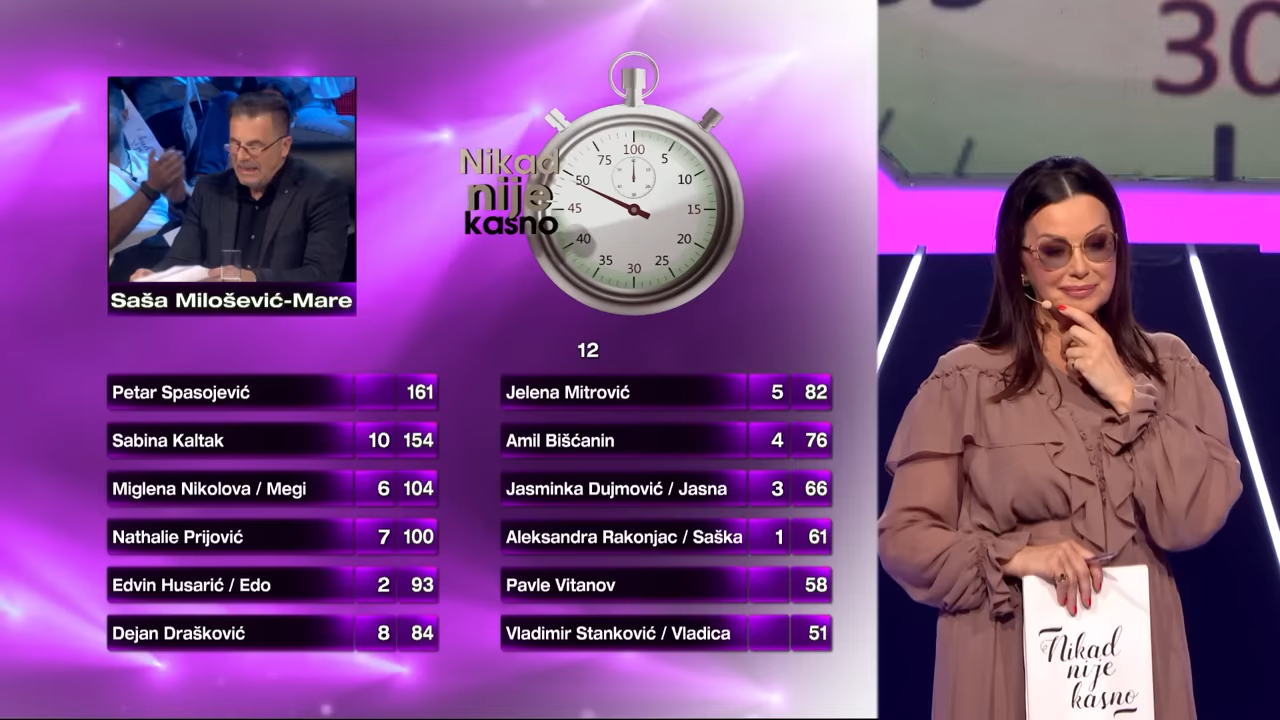 Saša Milošević-Mare
Nikad
nije
kasno
100
5
10
15
20
25
30
35
40
45
50
75
12
Petar Spasojević 161
Sabina Kaltak 10 154
Miglena Nikolova / Megi 6 104
Nathalie Prijović 7 100
Edvin Husarić / Edo 2 93
Dejan Drašković 8 84
Jelena Mitrović 5 82
Amil Bišćanin 4 76
Jasminka Dujmović / Jasna 3 66
Aleksandra Rakonjac / Saška 1 61
Pavle Vitanov 58
Vladimir Stanković / Vladica 51
30
Nikad
nije
kasno